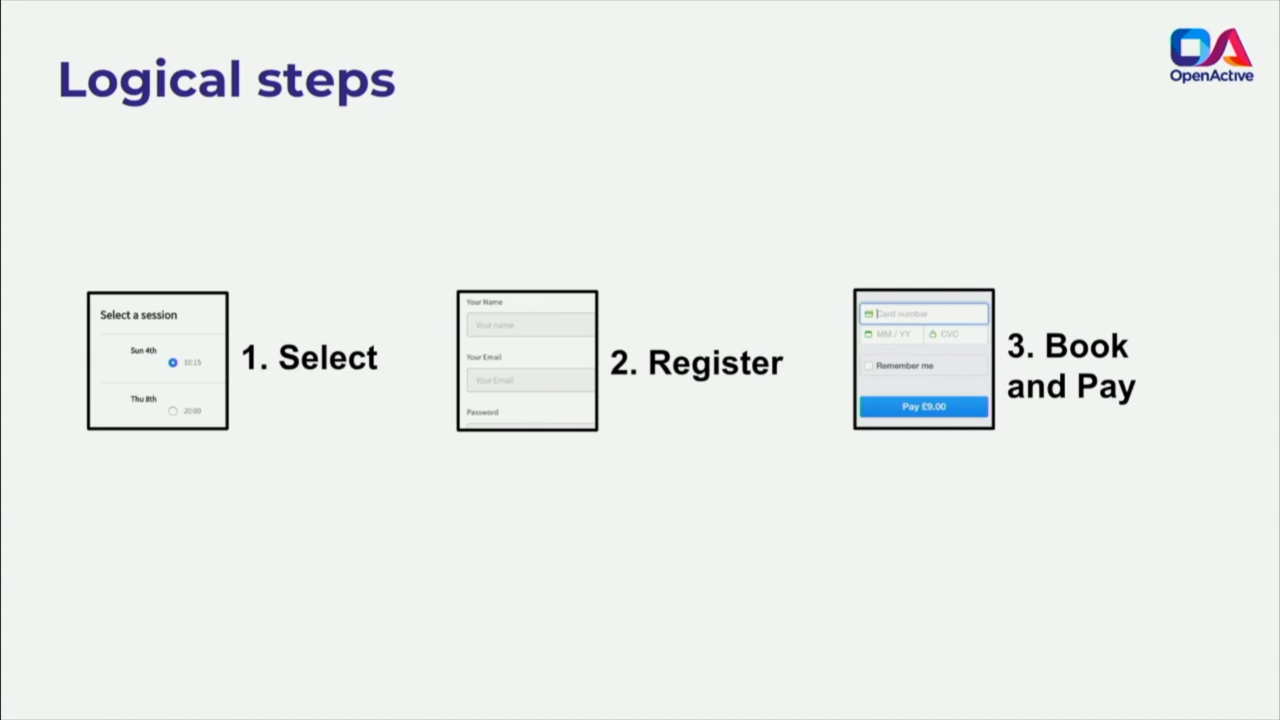 Logical steps
OpenActive
Select a session
Sun 4th
10:15
Thu 8th
20:00
1. Select
Your Name
Your name
Your Email
Your Email
Password
2. Register
Card number
MM / YY
CVC
Remember me
Pay £9.00
3. Book
and Pay